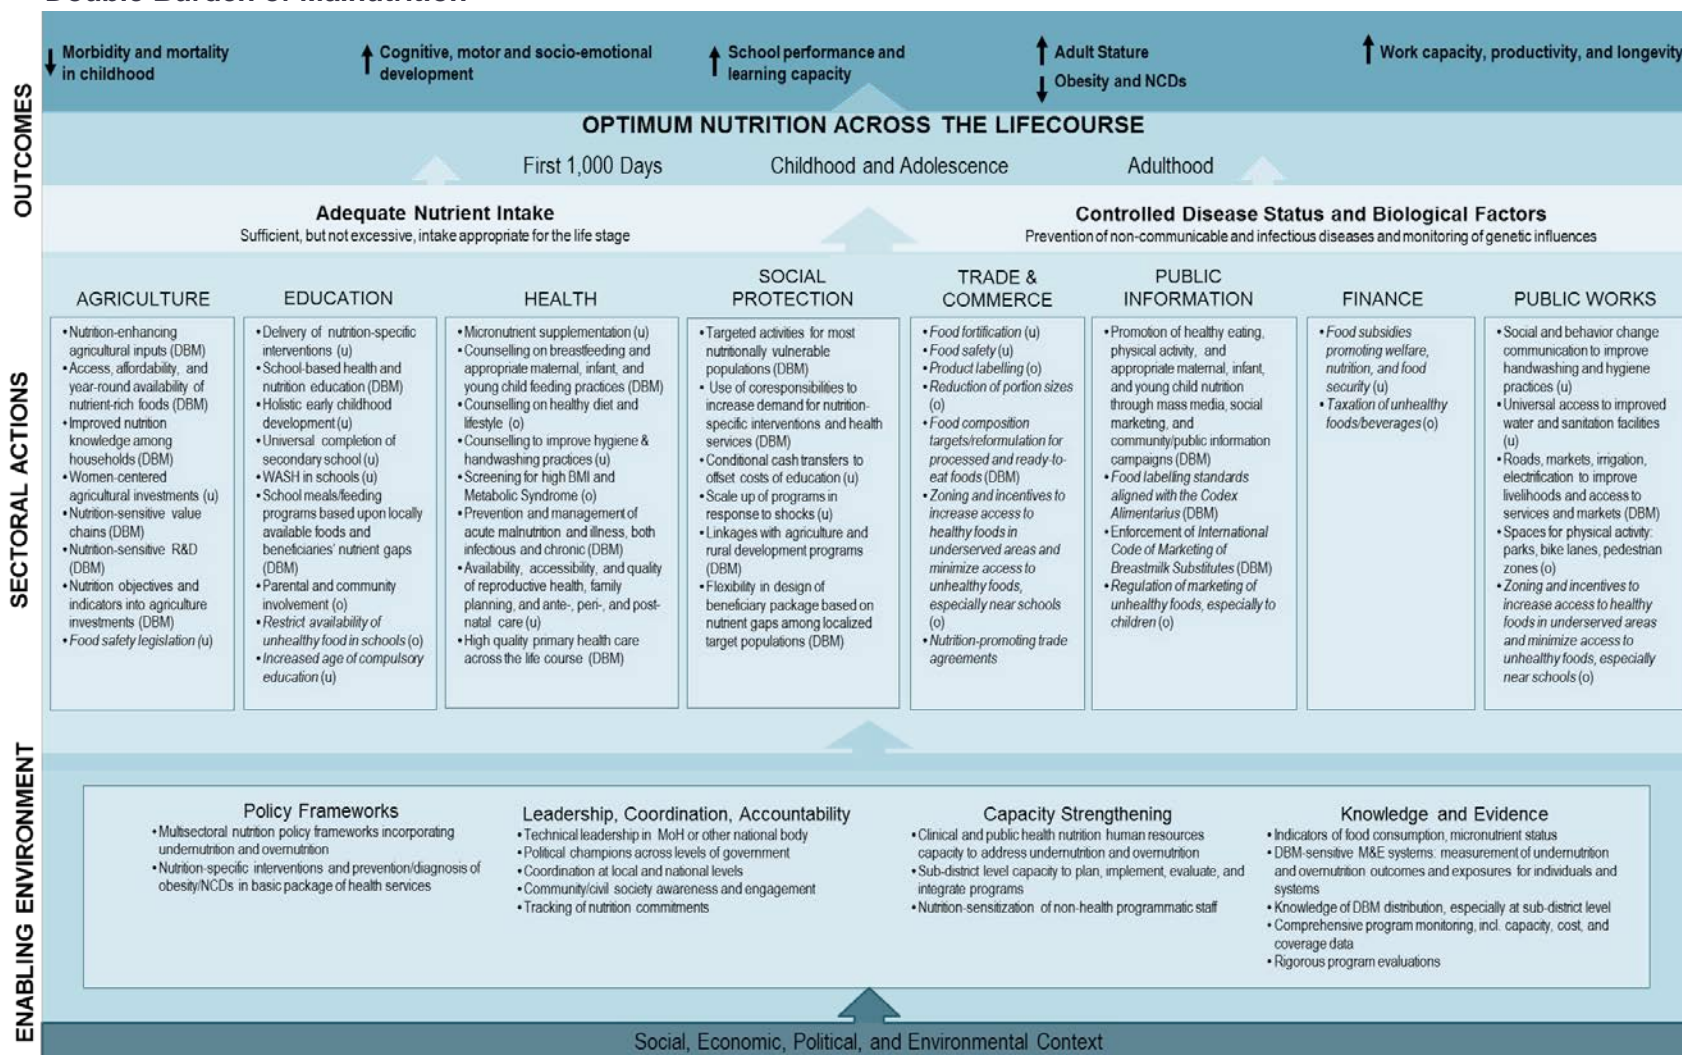 Double Burden of Malnutrition
Morbidity and mortality
in childhood
Cognitive, motor and socio-emotional
development
School performance and
learning capacity
Adult Stature
Obesity and NCDs
Work capacity, productivity, and longevity
OUTCOMES
OPTIMUM NUTRITION ACROSS THE LIFECOURSE
First 1,000 Days
Childhood and Adolescence
Adulthood
Adequate Nutrient Intake
Sufficient, but not excessive, intake appropriate for the life stage
Controlled Disease Status and Biological Factors
Prevention of non-communicable and infectious diseases and monitoring of genetic influences
SECTORAL ACTIONS
AGRICULTURE
• Nutrition-enhancing
agricultural inputs (DBM)
• Access, affordability, and
year-round availability of
nutrient-rich foods (DBM)
• Improved nutrition
knowledge among
households (DBM)
• Women-centered
agricultural investments (u)
• Nutrition-sensitive value
chains (DBM)
• Nutrition-sensitive R&D
(DBM)
• Nutrition objectives and
indicators into agriculture
investments (DBM)
• Food safety legislation (u)
EDUCATION
• Delivery of nutrition-specific
interventions (u)
• School-based health and
nutrition education (DBM)
• Holistic early childhood
development (u)
• Universal completion of
secondary school (u)
• WASH in schools (u)
• School meals/feeding
programs based upon locally
available foods and
beneficiaries' nutrient gaps
(DBM)
• Parental and community
involvement (o)
• Restrict availability of
unhealthy food in schools (o)
• Increased age of compulsory
education (u)
HEALTH
• Micronutrient supplementation (u)
• Counselling on breastfeeding and
appropriate maternal, infant, and
young child feeding practices (DBM)
• Counselling on healthy diet and
lifestyle (o)
• Counselling to improve hygiene &
handwashing practices (u)
• Screening for high BMI and
Metabolic Syndrome (o)
• Prevention and management of
acute malnutrition and illness, both
infectious and chronic (DBM)
• Availability, accessibility, and quality
of reproductive health, family
planning, and ante-, peri-, and post-
natal care (u)
• High quality primary health care
across the life course (DBM)
SOCIAL
PROTECTION
• Targeted activities for most
nutritionally vulnerable
populations (DBM)
• Use of coresponsibilities to
increase demand for nutrition-
specific interventions and health
services (DBM)
• Conditional cash transfers to
offset costs of education (u)
• Scale up of programs in
response to shocks (u)
• Linkages with agriculture and
rural development programs
(DBM)
• Flexibility in design of
beneficiary package based on
nutrient gaps among localized
target populations (DBM)
TRADE &
COMMERCE
• Food fortification (u)
• Food safety (u)
• Product labelling (o)
• Reduction of portion sizes
(o)
• Food composition
targets/reformulation for
processed and ready-to-
eat foods (DBM)
• Zoning and incentives to
increase access to
healthy foods in
underserved areas and
minimize access to
unhealthy foods,
especially near schools
(o)
• Nutrition-promoting trade
agreements
PUBLIC
INFORMATION
• Promotion of healthy eating,
physical activity, and
appropriate maternal, infant,
and young child nutrition
through mass media, social
marketing, and
community/public information
campaigns (DBM)
• Food labelling standards
aligned with the Codex
Alimentarius (DBM)
• Enforcement of International
Code of Marketing of
Breastmilk Substitutes (DBM)
• Regulation of marketing of
unhealthy foods, especially to
children (o)
FINANCE
• Food subsidies
promoting welfare,
nutrition, and food
security (u)
• Taxation of unhealthy
foods/beverages (o)
PUBLIC WORKS
• Social and behavior change
communication to improve
handwashing and hygiene
practices (u)
• Universal access to improved
water and sanitation facilities
(u)
• Roads, markets, irrigation,
electrification to improve
livelihoods and access to
services and markets (DBM)
• Spaces for physical activity:
parks, bike lanes, pedestrian
zones (o)
• Zoning and incentives to
increase access to healthy
foods in underserved areas
and minimize access to
unhealthy foods, especially
near schools (o)
ENABLING ENVIRONMENT
Policy Frameworks
• Multisectoral nutrition policy frameworks incorporating
undernutrition and overnutrition
• Nutrition-specific interventions and prevention/diagnosis of
obesity/NCDs in basic package of health services
Leadership, Coordination, Accountability
• Technical leadership in MoH or other national body
• Political champions across levels of government
• Coordination at local and national levels
• Community/civil society awareness and engagement
• Tracking of nutrition commitments
Capacity Strengthening
• Clinical and public health nutrition human resources
capacity to address undernutrition and overnutrition
• Sub-district level capacity to plan, implement, evaluate, and
integrate programs
• Nutrition-sensitization of non-health programmatic staff
Knowledge and Evidence
• Indicators of food consumption, micronutrient status
• DBM-sensitive M&E systems: measurement of undernutrition
and overnutrition outcomes and exposures for individuals and
systems
• Knowledge of DBM distribution, especially at sub-district level
• Comprehensive program monitoring, incl. capacity, cost, and
coverage data
• Rigorous program evaluations
Social, Economic, Political, and Environmental Context